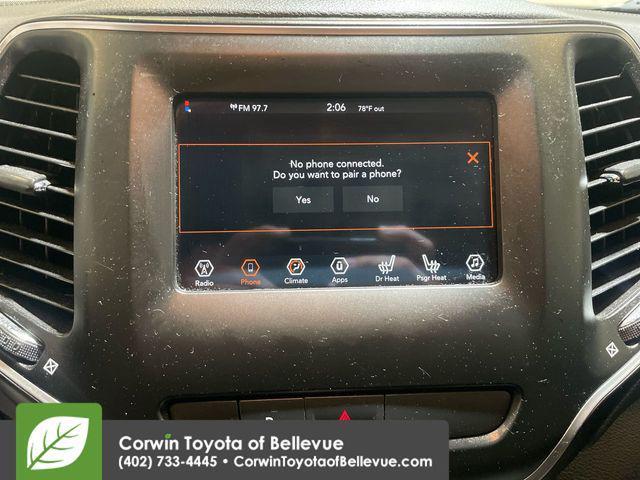 FM 97.7 2:06 78°F out
No phone connected.
Do you want to pair a phone?
Yes No
Radio Phone Climate Apps Dr Heat Psgr Heat Media
Corwin Toyota of Bellevue
(402) 733-4445 • CorwinToyotaofBellevue.com